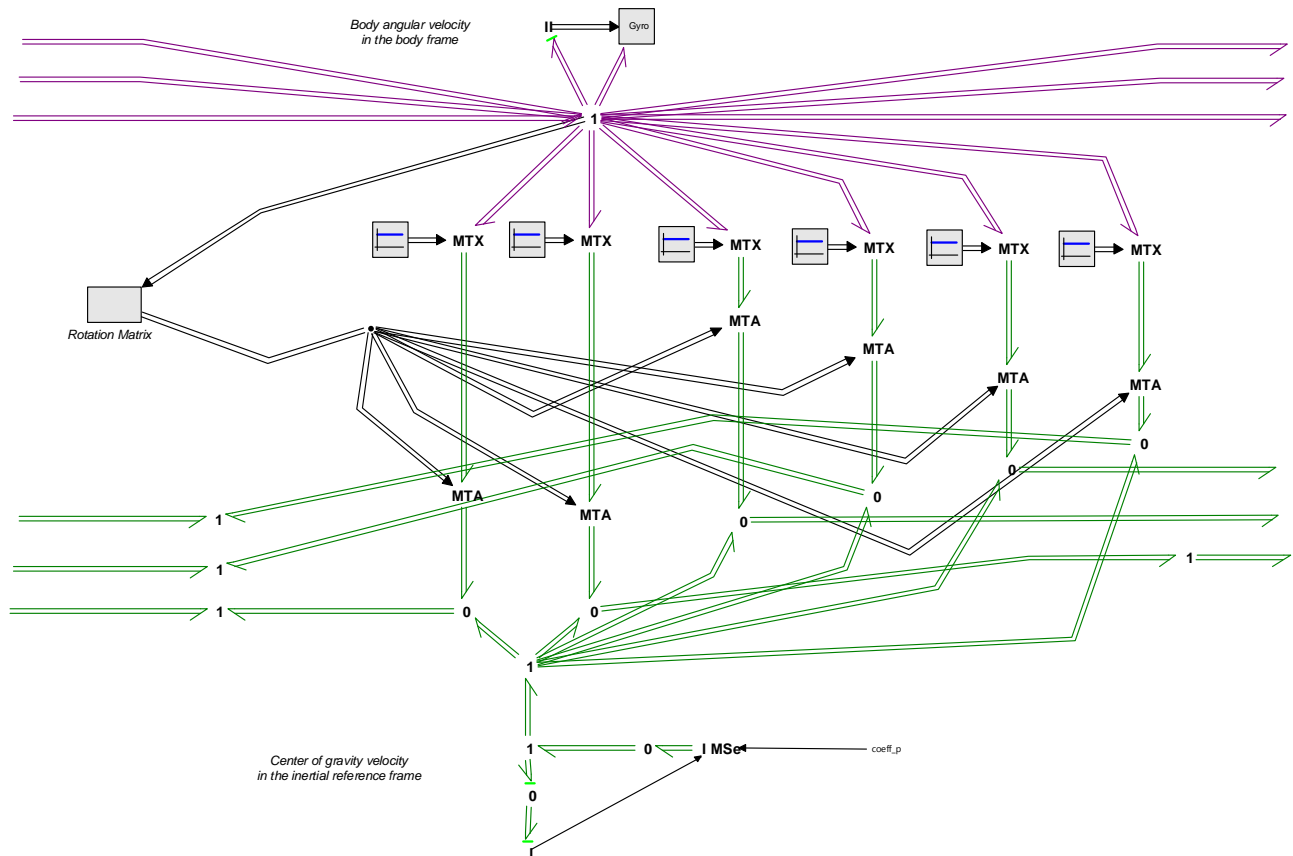 Body angular velocity
in the body frame
II
Gyro
1
MTX
MTX
MTX
MTX
MTX
MTX
Rotation Matrix
MTA
MTA
MTA
MTA
MTA
MTA
0
0
0
0
1
1
1
1
0
0
1
1
0
I MSe
coeff_p
Center of gravity velocity
in the inertial reference frame
0
I